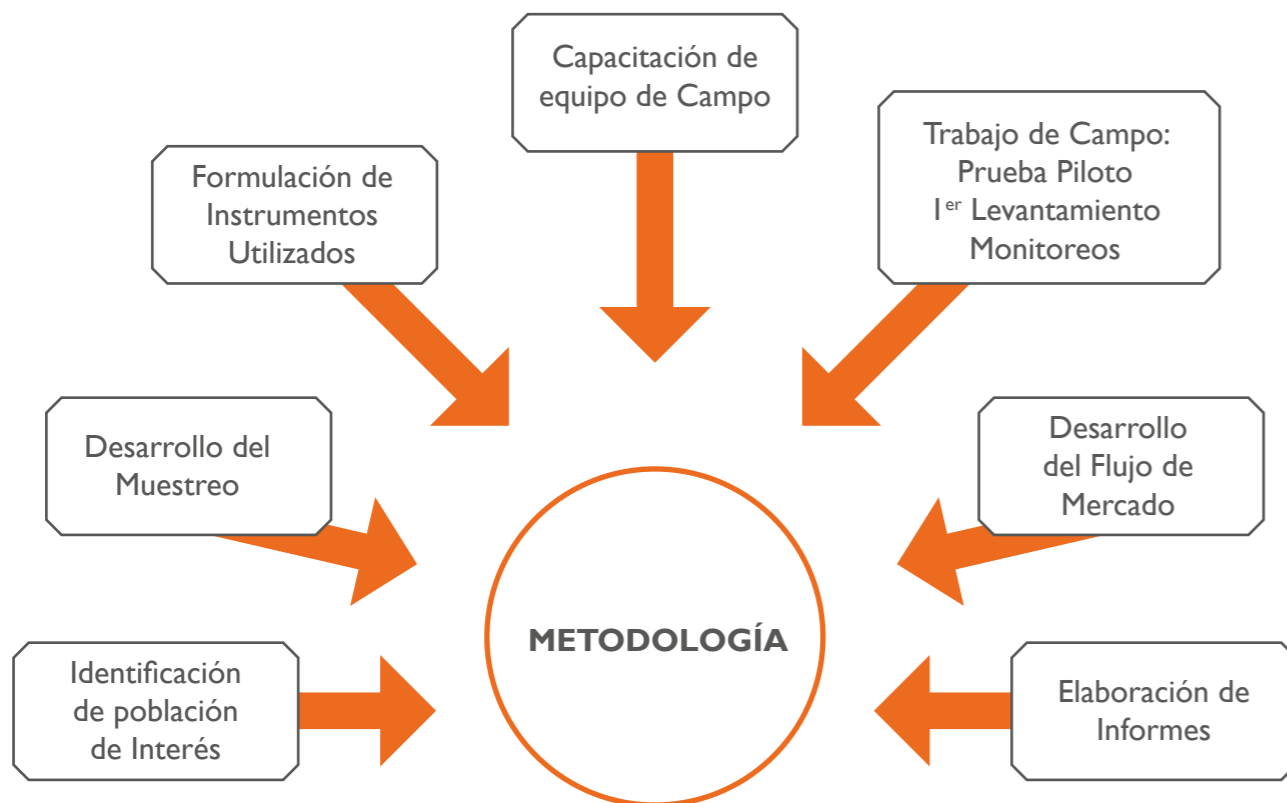 Capacitación de
equipo de Campo
Trabajo de Campo:
Prueba Piloto
1er Levantamiento
Monitoreos
Formulación de
Instrumentos
Utilizados
Desarrollo del
Muestreo
Desarrollo
del Flujo de
Mercado
METODOLOGÍA
Identificación
de población
de Interés
Elaboración de
Informes